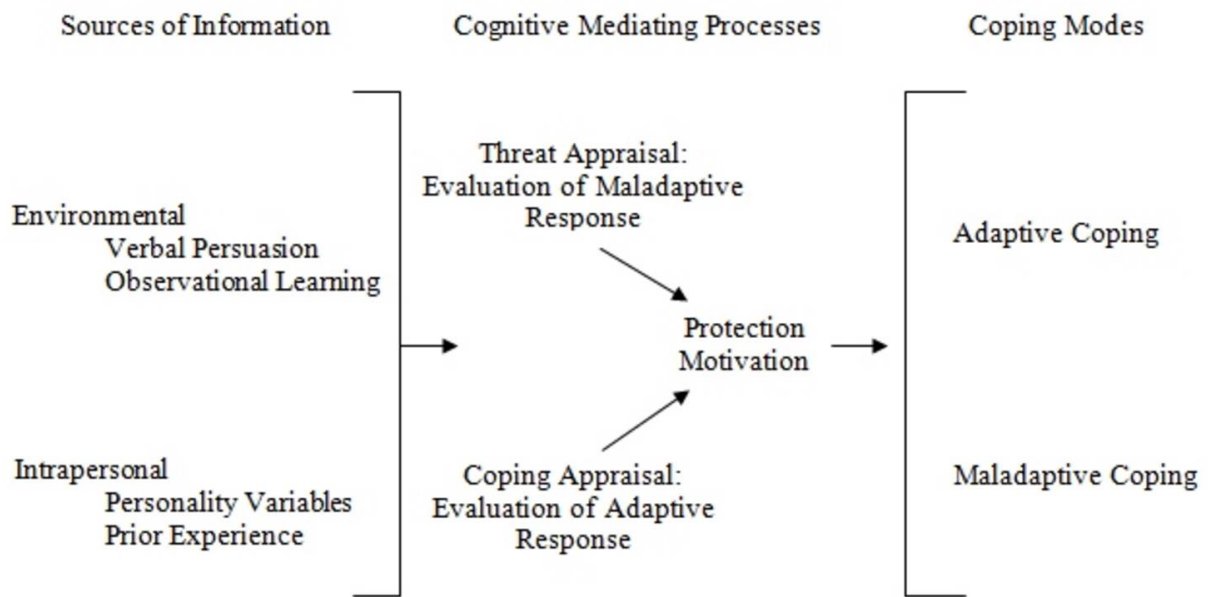 Sources of Information
Cognitive Mediating Processes
Coping Modes
Environmental
Verbal Persuasion
Observational Learning
Intrapersonal
Personality Variables
Prior Experience
Threat Appraisal:
Evaluation of Maladaptive
Response
Protection
Motivation
Coping Appraisal:
Evaluation of Adaptive
Response
Adaptive Coping
Maladaptive Coping